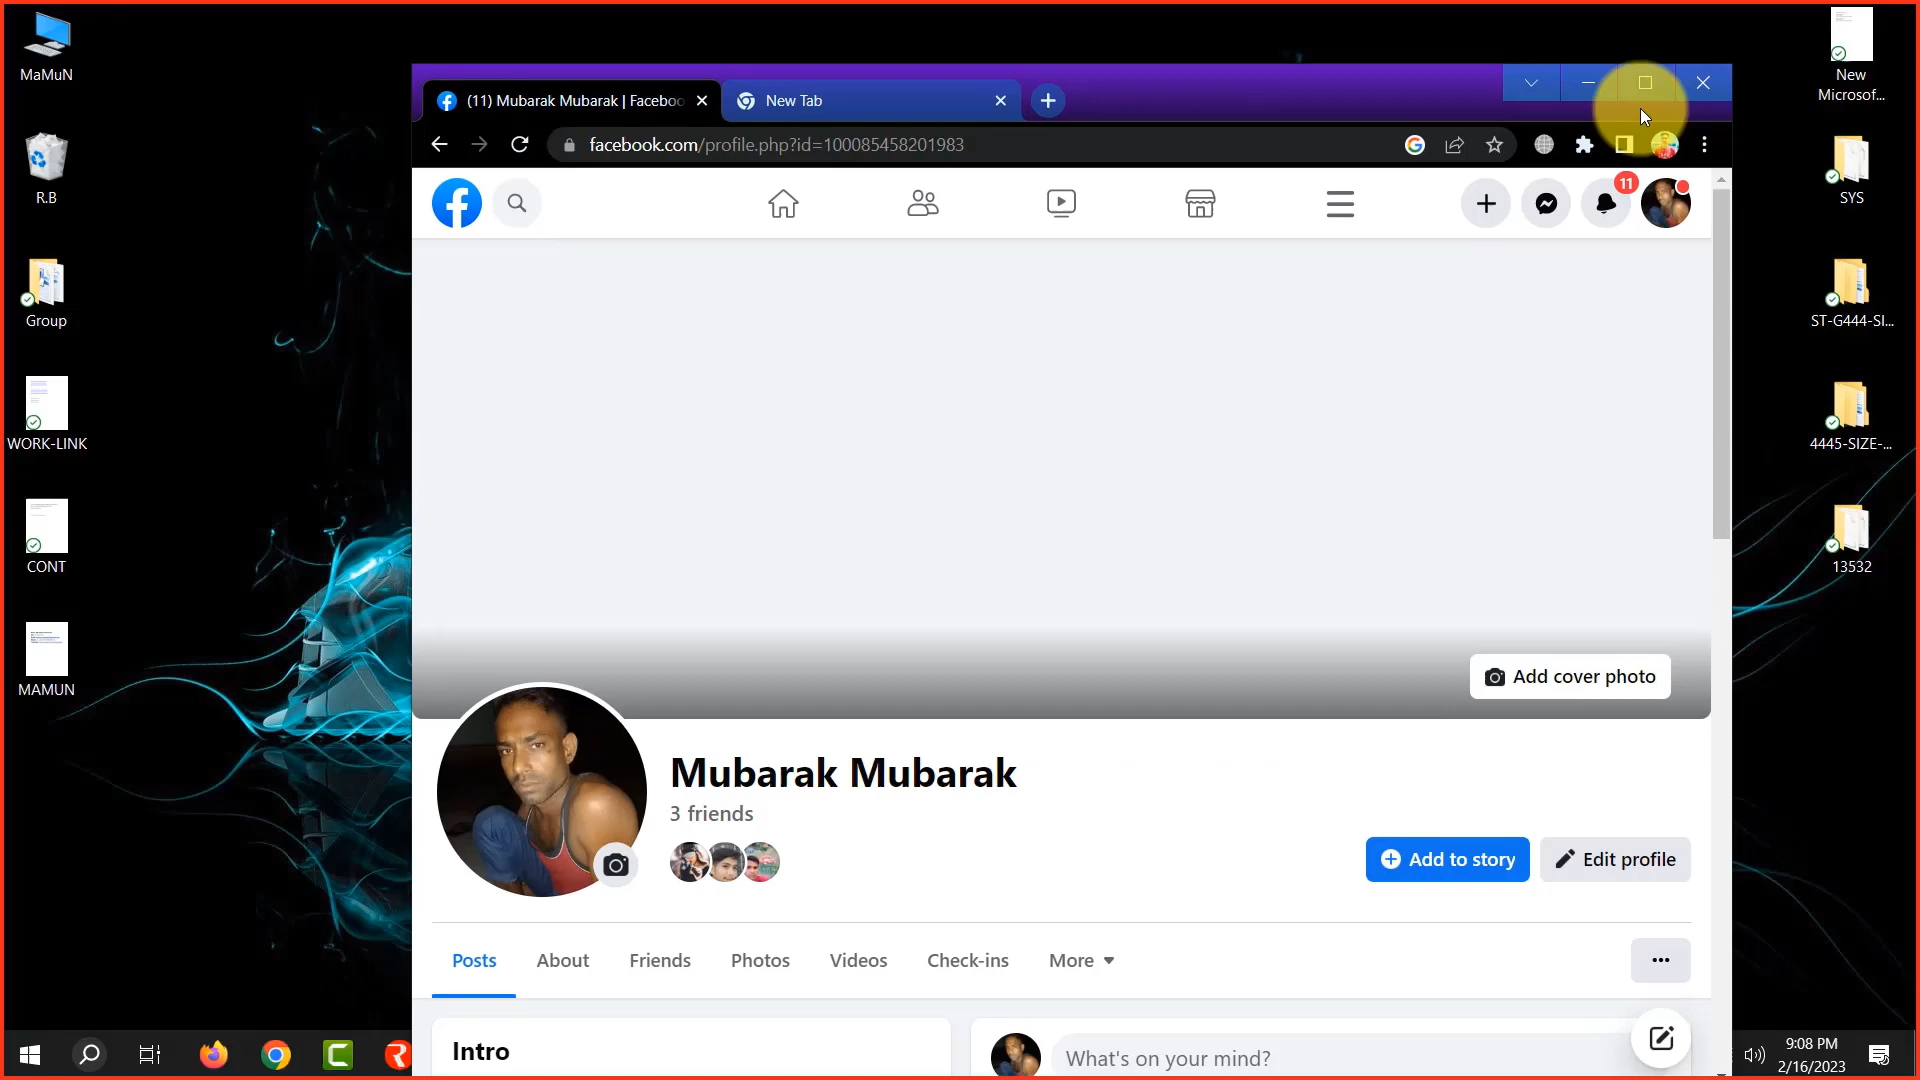 MaMuN
R.B
Group
WORK-LINK
CONT
MAMUN
New
Microsof...
SYS
ST-G444-SI...
4445-SIZE-...
13532
(11) Mubarak Mubarak | Faceboo
New Tab
facebook.com/profile.php?id=100085458201983
11
Add cover photo
Mubarak Mubarak
3 friends
Add to story
Edit profile
Posts
About
Friends
Photos
Videos
Check-ins
More
Intro
What's on your mind?
9:08 PM
2/16/2023